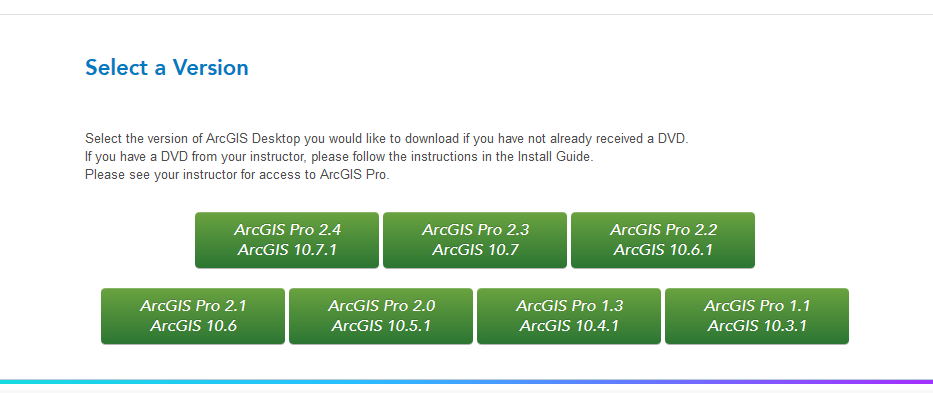 Select a Version
Select the version of ArcGIS Desktop you would like to download if you have not already received a DVD.
If you have a DVD from your instructor, please follow the instructions in the Install Guide.
Please see your instructor for access to ArcGIS Pro.
ArcGIS Pro 2.4
ArcGIS 10.7.1
ArcGIS Pro 2.3
ArcGIS 10.7
ArcGIS Pro 2.2
ArcGIS 10.6.1
ArcGIS Pro 2.1
ArcGIS 10.6
ArcGIS Pro 2.0
ArcGIS 10.5.1
ArcGIS Pro 1.3
ArcGIS 10.4.1
ArcGIS Pro 1.1
ArcGIS 10.3.1